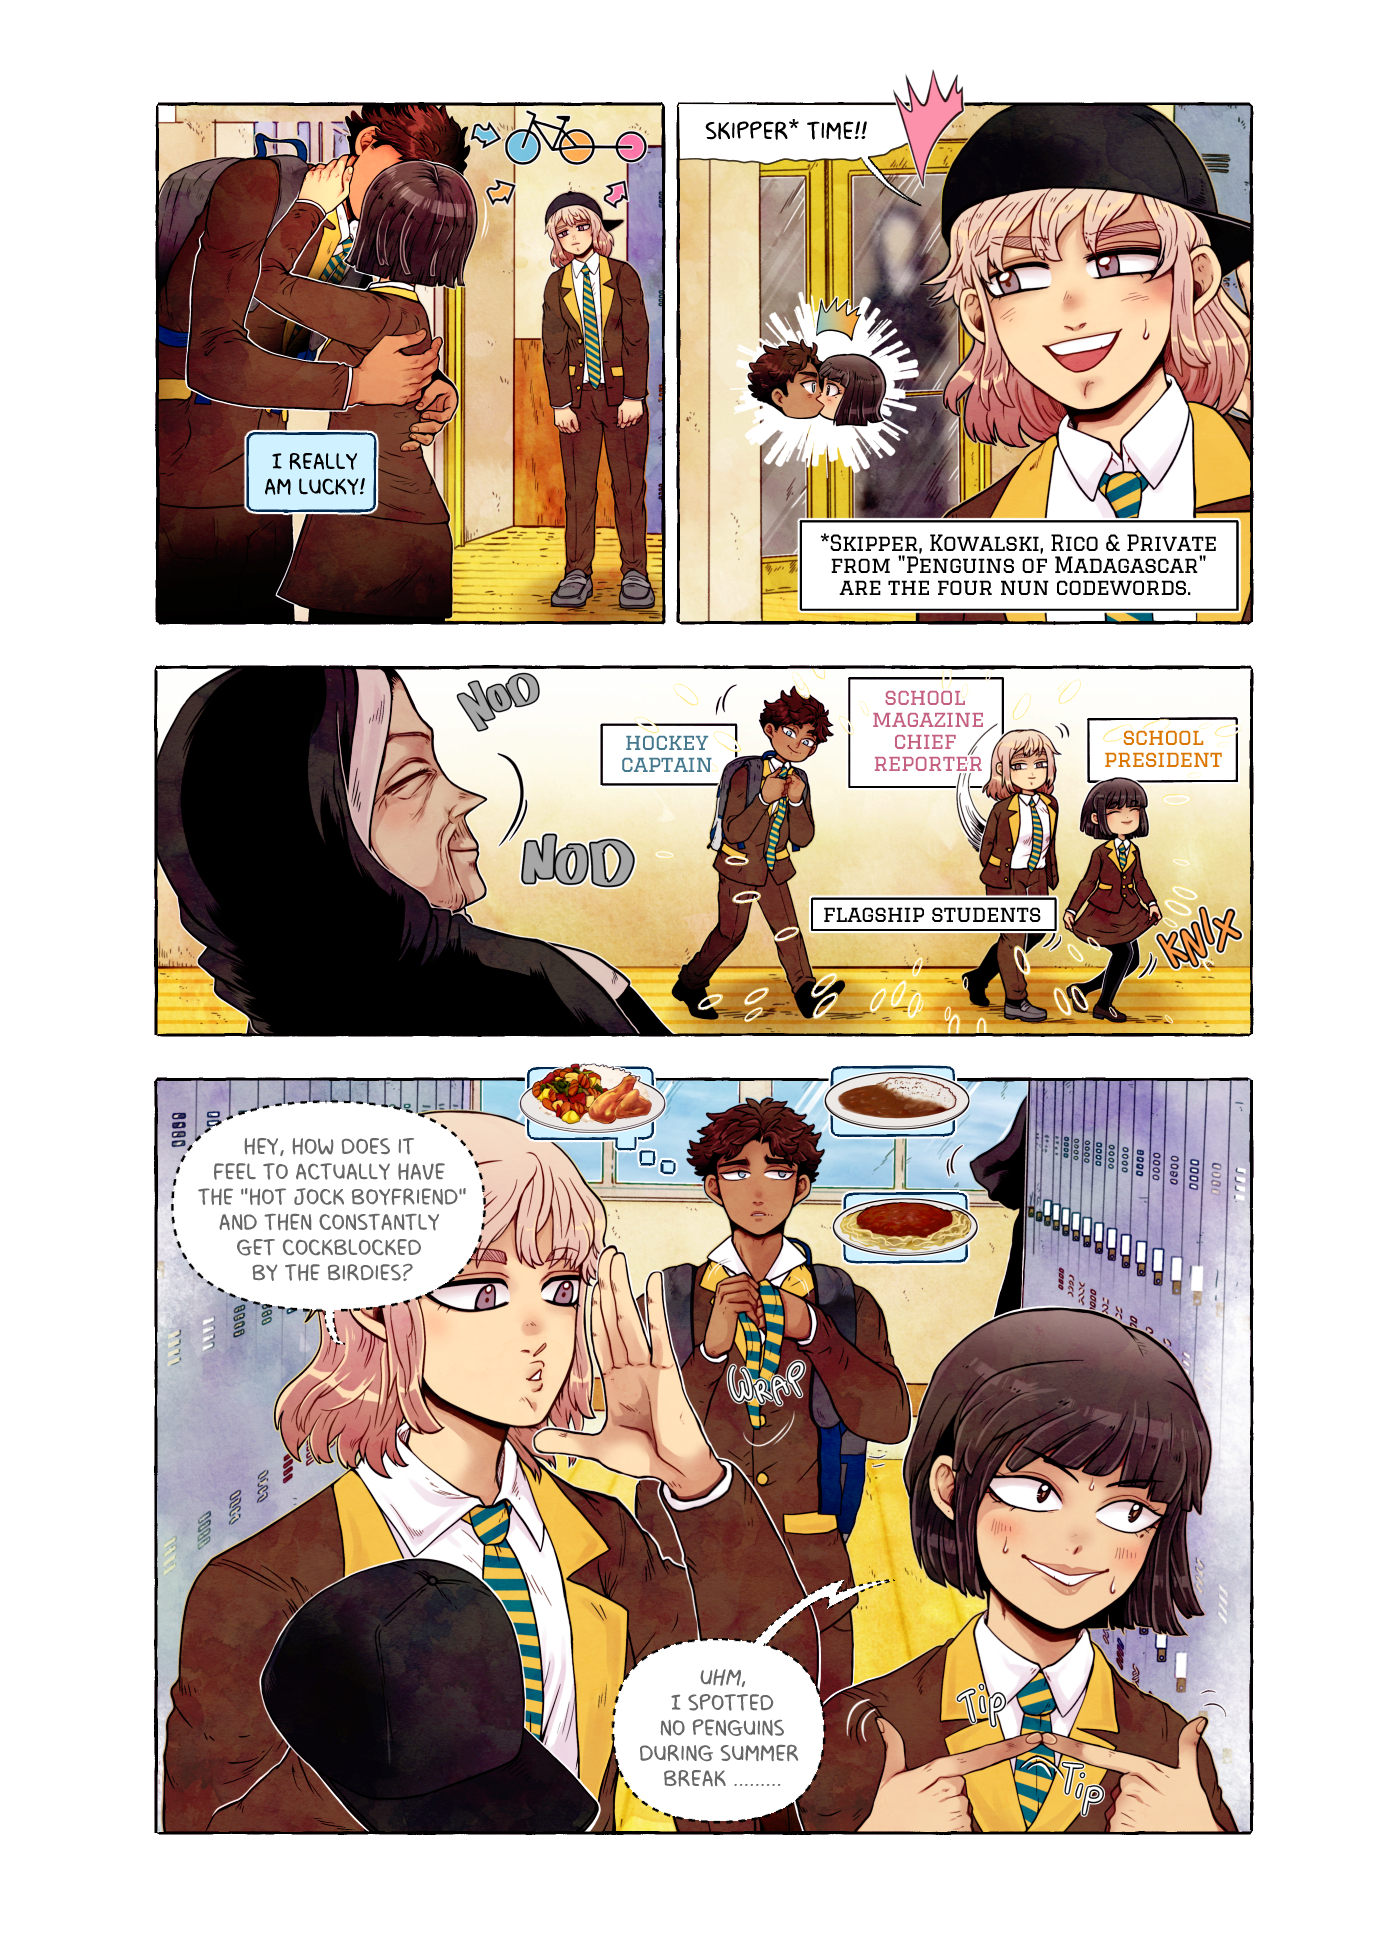 I REALLY
AM LUCKY!
SKIPPER* TIME!!
*SKIPPER, KOWALSKI, RICO & PRIVATE
FROM "PENGUINS OF MADAGASCAR"
ARE THE FOUR NUN CODEWORDS.
NOD
NOD
HOCKEY
CAPTAIN
SCHOOL
MAGAZINE
CHIEF
REPORTER
SCHOOL
PRESIDENT
FLAGSHIP STUDENTS
KNIX
HEY, HOW DOES IT
FEEL TO ACTUALLY HAVE
THE "HOT JOCK BOYFRIEND"
AND THEN CONSTANTLY
GET COCKBLOCKED
BY THE BIRDIES?
WRAP
UHM,
I SPOTTED
NO PENGUINS
DURING SUMMER
BREAK .........
TIP
TIP